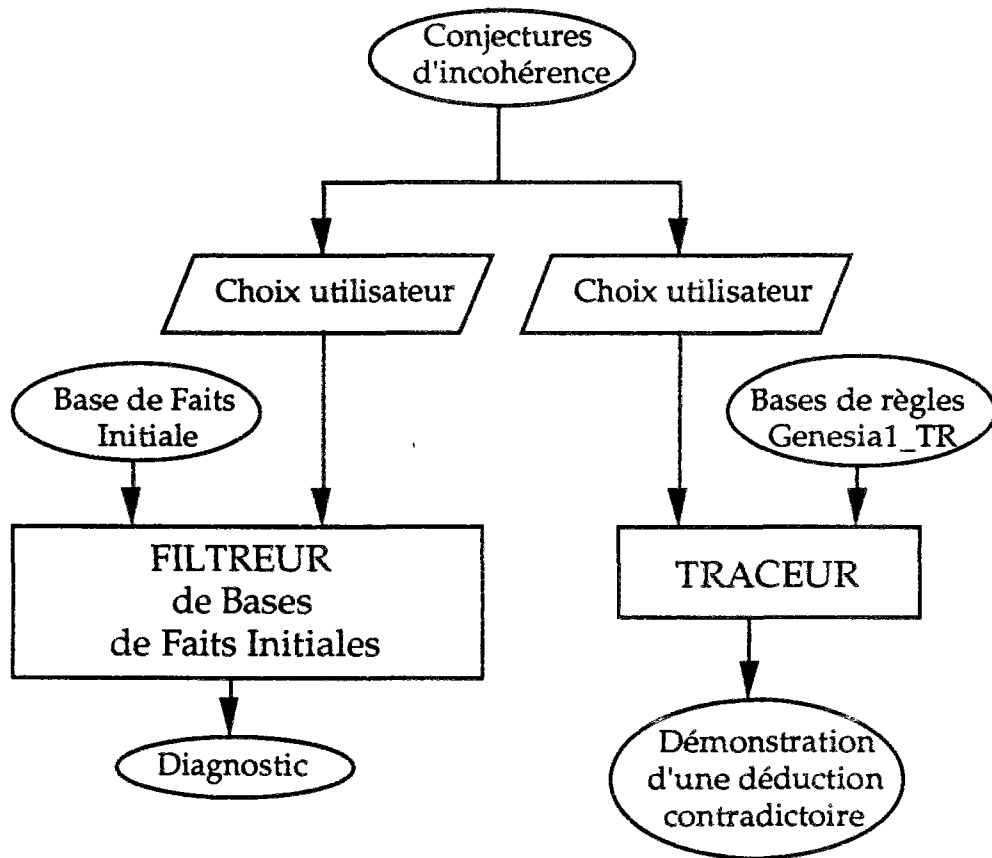 Conjectures
d'incohérence
Choix utilisateur
Choix utilisateur
Base de Faits
Initiale
Bases de règles
Genesia1_TR
FILTREUR
de Bases
de Faits Initiales
TRACEUR
Diagnostic
Démonstration
d'une déduction
contradictoire